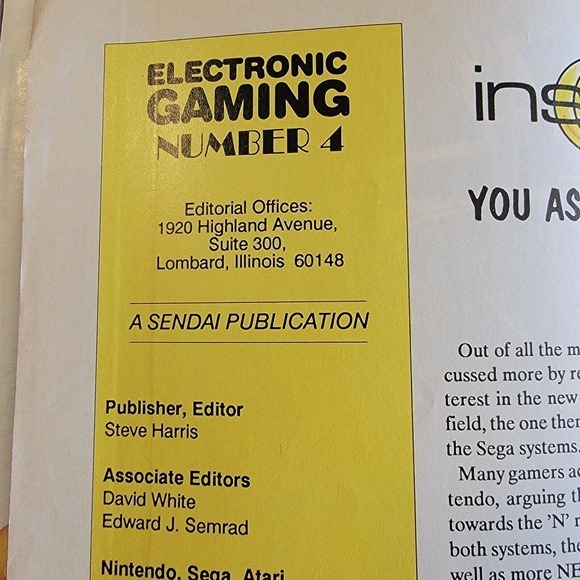 ELECTRONIC
GAMING
NUMBER 4
Editorial Offices:
1920 Highland Avenue,
Suite 300,
Lombard, Illinois 60148
A SENDAI PUBLICATION
Publisher, Editor
Steve Harris
Associate Editors
David White
Edward J. Semrad
Nintendo, Sega, Atari
ins
YOU AS
Out of all the m
cussed more by re
terest in the new
field, the one ther
the Sega systems.
Many gamers ac
tendo, arguing th
towards the 'N' r
both systems, the
well as more NE